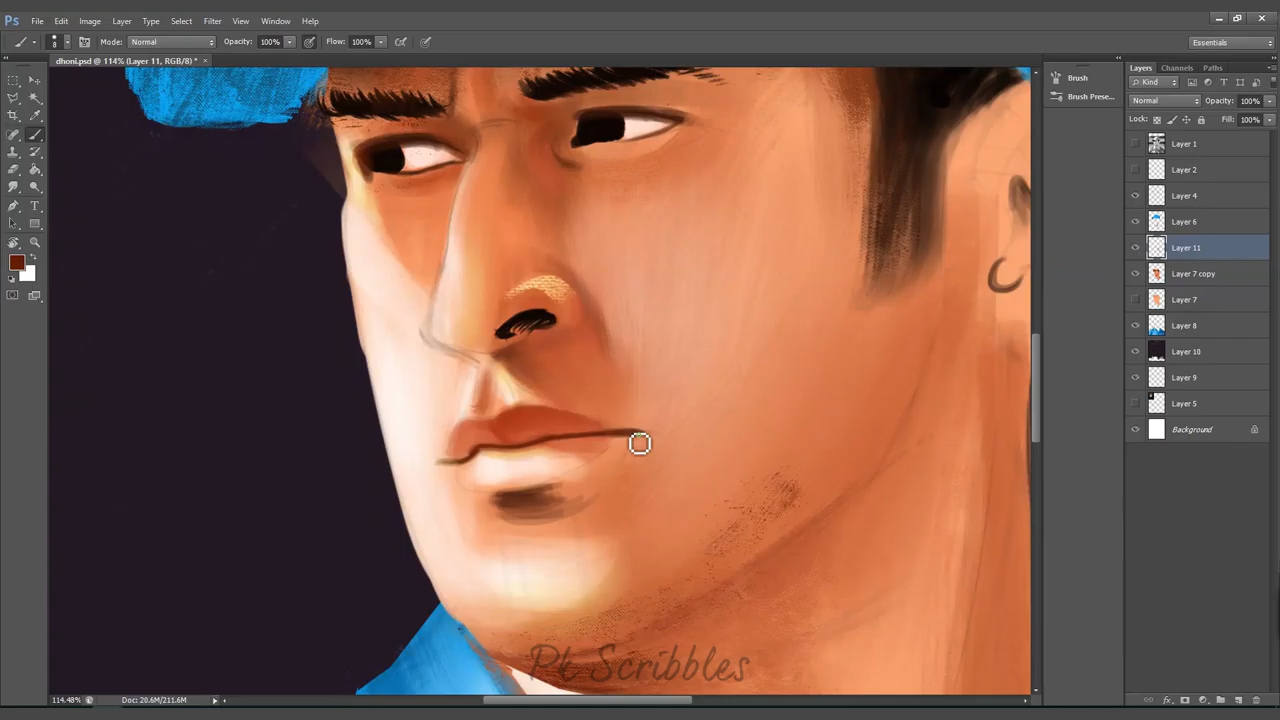 Ps File Edit Image Layer Type Select Filter View Window Help
8 Mode: Normal Opacity: 100% Flow: 100% Essentials
dhoni.psd @ 114% (Layer 11, RGB/8) * ×
Layers Channels Paths
Brush
Kind
Brush Prese...
Normal Opacity: 100%
Lock: Fill: 100%
Layer 1
Layer 2
Layer 4
Layer 6
Layer 11
Layer 7 copy
Layer 7
Layer 8
Layer 10
Layer 9
Layer 5
Background
Pt Scribbles
114.48% Doc: 20.6M/211.6M